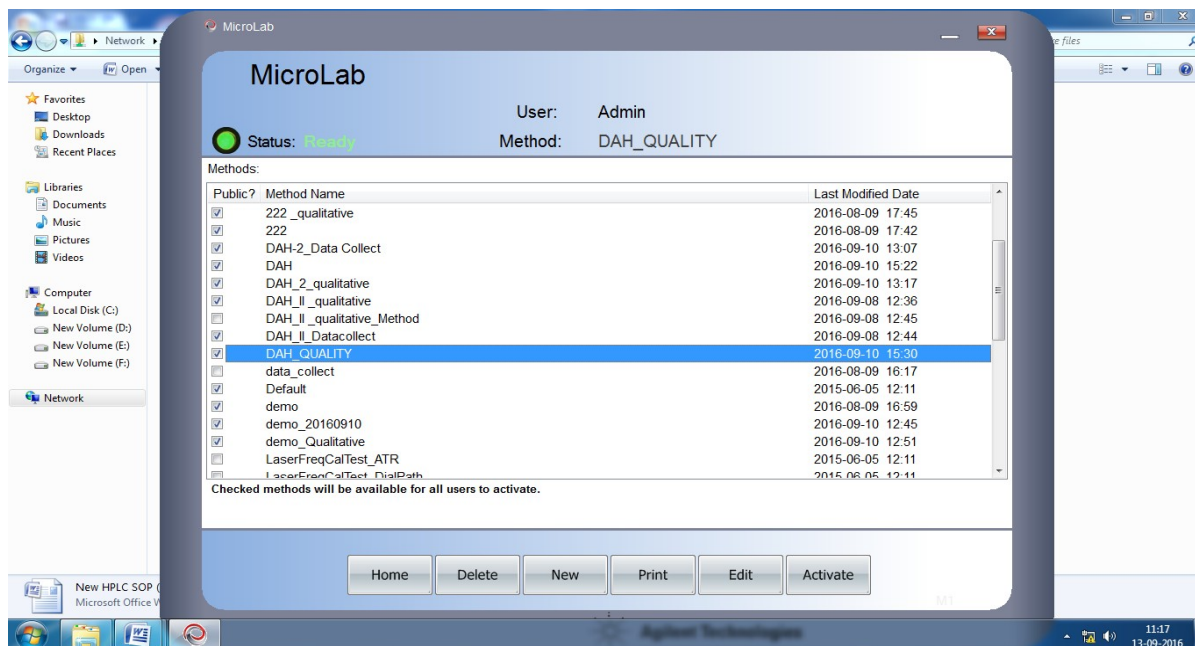 MicroLab
Network
e files
Organize
Open
MicroLab
User: Admin
Status: Ready
Method: DAH_QUALITY
Favorites
Desktop
Downloads
Recent Places
Libraries
Documents
Music
Pictures
Videos
Computer
Local Disk (C:)
New Volume (D:)
New Volume (E:)
New Volume (F:)
Network
Methods:
Public? Method Name Last Modified Date
222 _qualitative 2016-08-09 17:45
222 2016-08-09 17:42
DAH-2_Data Collect 2016-09-10 13:07
DAH 2016-09-10 15:22
DAH_2_qualitative 2016-09-10 13:17
DAH_II _qualitative 2016-09-08 12:36
DAH_II _qualitative_Method 2016-09-08 12:45
DAH_II_Datacollect 2016-09-08 12:44
DAH_QUALITY 2016-09-10 15:30
data_collect 2016-08-09 16:17
Default 2015-06-05 12:11
demo 2016-08-09 16:59
demo_20160910 2016-09-10 12:45
demo_Qualitative 2016-09-10 12:51
LaserFreqCalTest_ATR 2015-06-05 12:11
LaserFreqCalTest_DialPath 2015-06-05 12:11
Checked methods will be available for all users to activate.
Home Delete New Print Edit Activate
New HPLC SOP (
Microsoft Office W
Agilent Technologies
11:17
13-09-2016